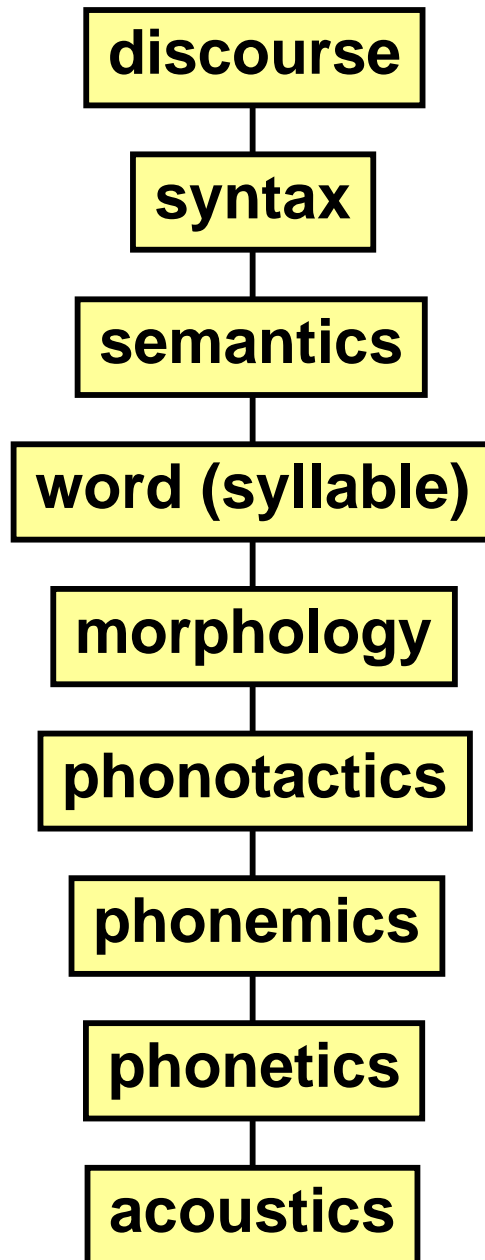 discourse
syntax
semantics
word (syllable)
morphology
phonotactics
phonemics
phonetics
acoustics